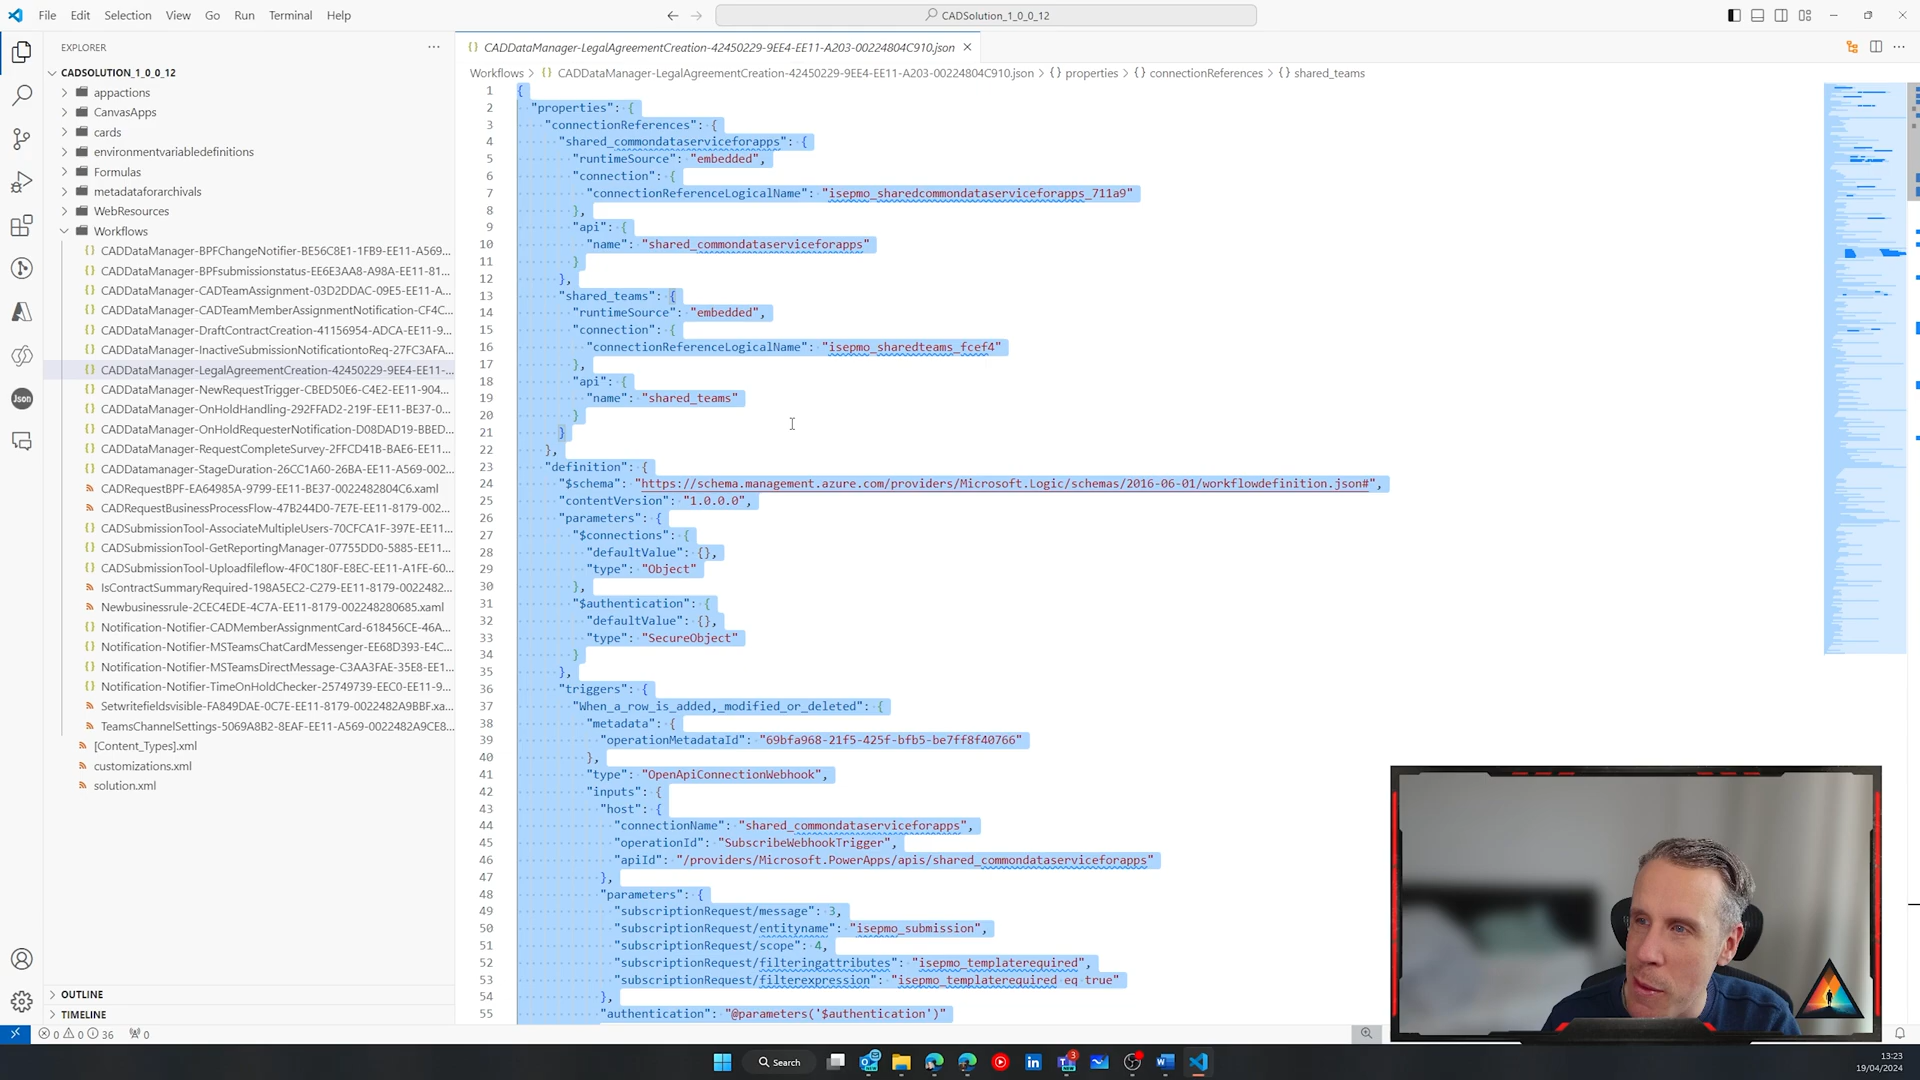 File Edit Selection View Go Run Terminal Help
CADSolution_1_0_0_12
EXPLORER
CADSOLUTION_1_0_0_12
appactions
CanvasApps
cards
environmentvariabledefinitions
Formulas
metadataforarchivals
WebResources
Workflows
CADDataManager-BPFChangeNotifier-BE56C8E1-1FB9-EE11-A569...
CADDataManager-BPFsubmissionstatus-EE6E3AA8-A98A-EE11-81...
CADDataManager-CADTeamAssignment-03D2DDAC-09E5-EE11-A...
CADDataManager-CADTeamMemberAssignmentNotification-CF4C...
CADDataManager-DraftContractCreation-41156954-ADCA-EE11-9...
CADDataManager-InactiveSubmissionNotificationtoReq-27FC3AFA...
CADDataManager-LegalAgreementCreation-42450229-9EE4-EE11-...
CADDataManager-NewRequestTrigger-CBED50E6-C4E2-EE11-904...
CADDataManager-OnHoldHandling-292FFAD2-219F-EE11-BE37-0...
CADDataManager-OnHoldRequesterNotification-D08DAD19-BBED...
CADDataManager-RequestCompleteSurvey-2FFCD41B-BAE6-EE11...
CADDatamanager-StageDuration-26CC1A60-26BA-EE11-A569-002...
CADRequestBPF-EA64985A-9799-EE11-BE37-0022482804C6.xaml
CADRequestBusinessProcessFlow-47B244D0-7E7E-EE11-8179-002...
CADSubmissionTool-AssociateMultipleUsers-70CFCA1F-397E-EE11...
CADSubmissionTool-GetReportingManager-07755DD0-5885-EE11...
CADSubmissionTool-Uploadfileflow-4F0C180F-E8EC-EE11-A1FE-60...
IsContractSummaryRequired-198A5EC2-C279-EE11-8179-0022482...
Newbusinessrule-2CEC4EDE-4C7A-EE11-8179-002248280685.xaml
Notification-Notifier-CADMemberAssignmentCard-618456CE-46A...
Notification-Notifier-MSTeamsChatCardMessenger-EE68D393-E4C...
Notification-Notifier-MSTeamsDirectMessage-C3AA3FAE-35E8-EE1...
Notification-Notifier-TimeOnHoldChecker-25749739-EEC0-EE11-9...
Setwritefieldsvisible-FA849DAE-0C7E-EE11-8179-0022482A9BBF.xa...
TeamsChannelSettings-5069A8B2-8EAF-EE11-A569-0022482A9CE8...
[Content_Types].xml
customizations.xml
solution.xml
OUTLINE
TIMELINE
Json
CADDataManager-LegalAgreementCreation-42450229-9EE4-EE11-A203-00224804C910.json
Workflows > {} CADDataManager-LegalAgreementCreation-42450229-9EE4-EE11-A203-00224804C910.json > {} properties > {} connectionReferences > {} shared_teams
1 {
2 "properties": {
3 "connectionReferences": {
4 "shared_commondataserviceforapps": {
5 "runtimeSource": "embedded",
6 "connection": {
7 "connectionReferenceLogicalName": "isepmo_sharedcommondataserviceforapps_711a9"
8 },
9 "api": {
10 "name": "shared_commondataserviceforapps"
11 }
12 },
13 "shared_teams": {
14 "runtimeSource": "embedded",
15 "connection": {
16 "connectionReferenceLogicalName": "isepmo_sharedteams_fcef4"
17 },
18 "api": {
19 "name": "shared_teams"
20 }
21 }
22 },
23 "definition": {
24 "$schema": "https://schema.management.azure.com/providers/Microsoft.Logic/schemas/2016-06-01/workflowdefinition.json#",
25 "contentVersion": "1.0.0.0",
26 "parameters": {
27 "$connections": {
28 "defaultValue": {},
29 "type": "Object"
30 },
31 "$authentication": {
32 "defaultValue": {},
33 "type": "SecureObject"
34 }
35 },
36 "triggers": {
37 "When_a_row_is_added,_modified_or_deleted": {
38 "metadata": {
39 "operationMetadataId": "69bfa968-21f5-425f-bfb5-be7ff8f40766"
40 },
41 "type": "OpenApiConnectionWebhook",
42 "inputs": {
43 "host": {
44 "connectionName": "shared_commondataserviceforapps",
45 "operationId": "SubscribeWebhookTrigger",
46 "apiId": "/providers/Microsoft.PowerApps/apis/shared_commondataserviceforapps"
47 },
48 "parameters": {
49 "subscriptionRequest/message": 3,
50 "subscriptionRequest/entityname": "isepmo_submission",
51 "subscriptionRequest/scope": 4,
52 "subscriptionRequest/filteringattributes": "isepmo_templaterequired",
53 "subscriptionRequest/filterexpression": "isepmo_templaterequired eq true"
54 },
55 "authentication": "@parameters('$authentication')"
0 0 36 0
Search
3
13:23
19/04/2024